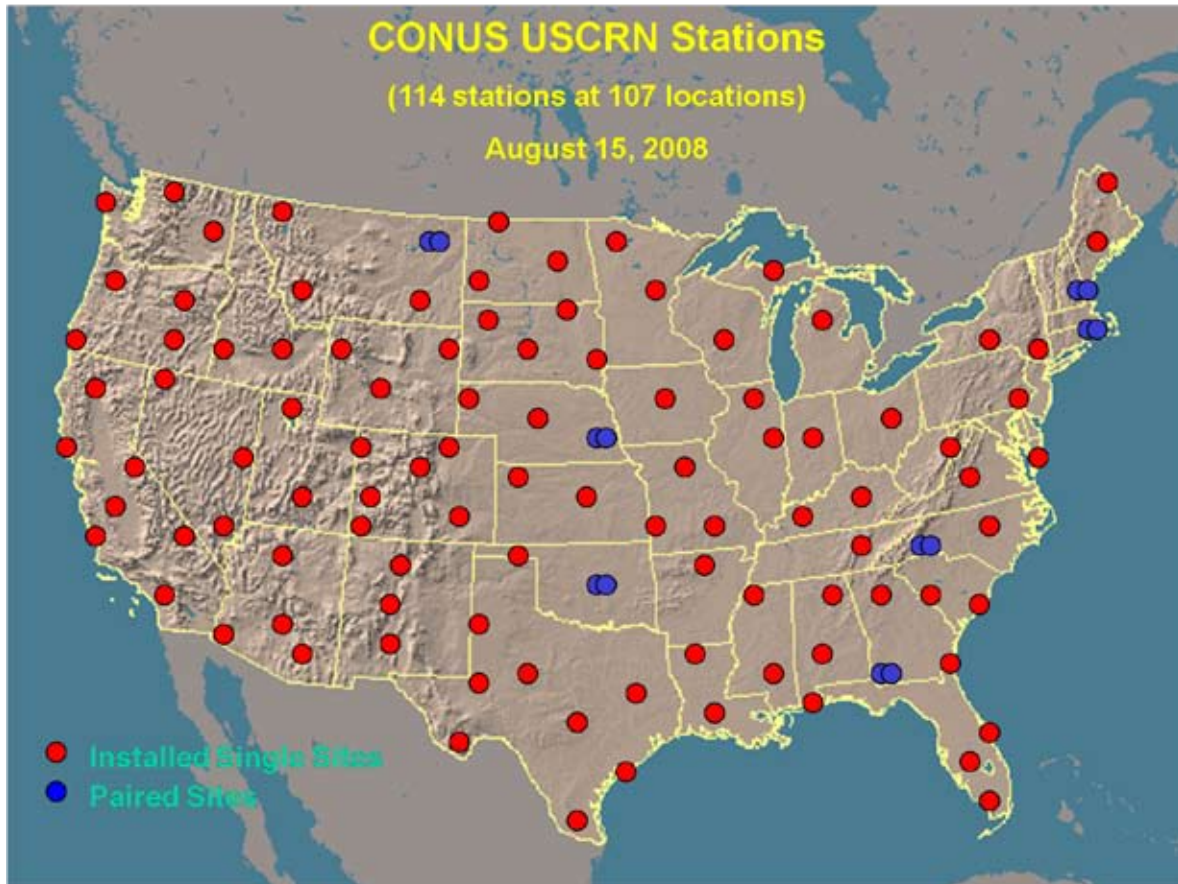 CONUS USCRN Stations
(114 stations at 107 locations)
August 15, 2008
Installed Single Sites
Paired Sites